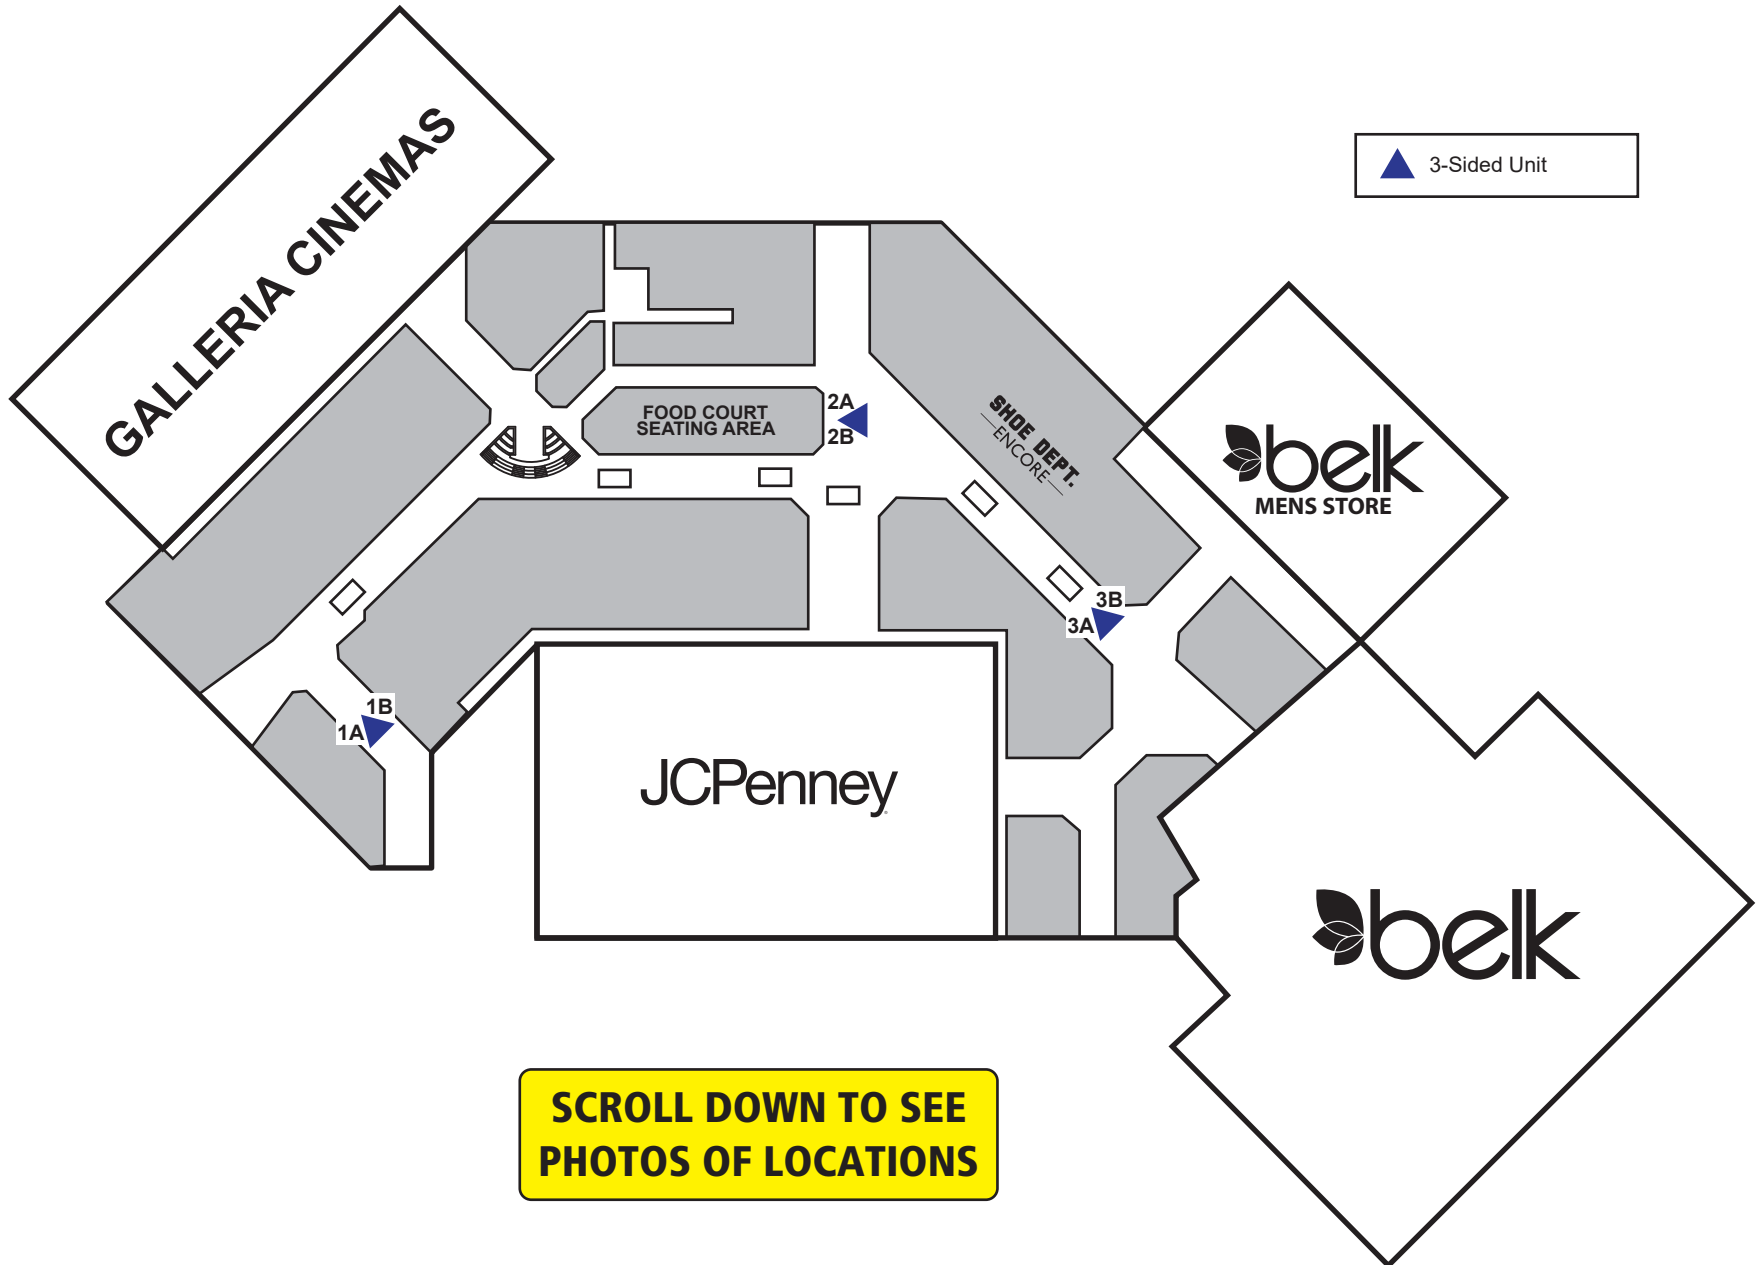 GALLERIA CINEMAS
3-Sided Unit
FOOD COURT
SEATING AREA
2A
2B
SHOE DEPT.
ENCORE
belk
MENS STORE
3B
3A
1B
1A
JCPenney
belk
SCROLL DOWN TO SEE
PHOTOS OF LOCATIONS